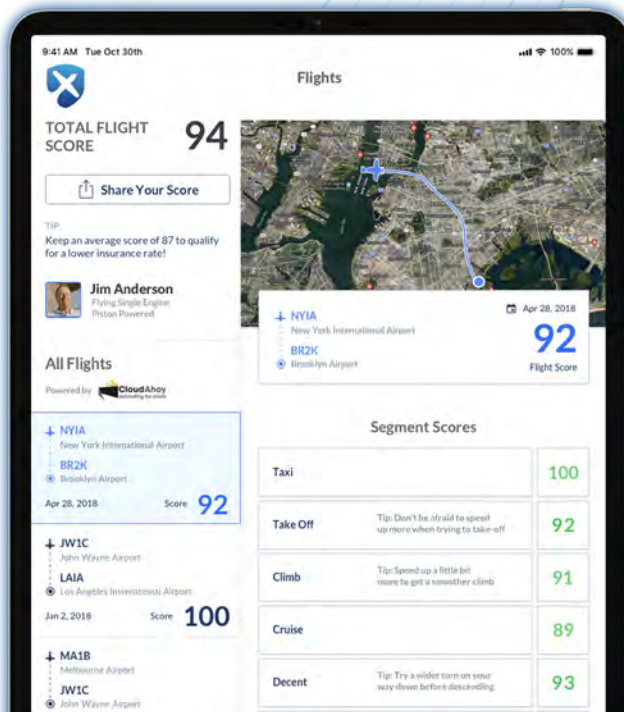 9:41 AM Tue Oct 30th
100%
Flights
TOTAL FLIGHT
SCORE
94
Share Your Score
TIP:
Keep an average score of 87 to qualify
for a lower insurance rate!
Jim Anderson
Flying Single Engine
Piston Powered
All Flights
Powered by CloudAhoy
NYIA
New York International Airport
BR2K
Brooklyn Airport
Apr 28, 2018
Score 92
JW1C
John Wayne Airport
LAIA
Los Angeles International Airport
Jan 2, 2018
Score 100
MA1B
Melbourne Airport
JW1C
John Wayne Airport
NYIA
New York International Airport
BR2K
Brooklyn Airport
Apr 28, 2018
92
Flight Score
Segment Scores
Taxi
100
Take Off
Tip: Don't be afraid to speed
up more when trying to take-off
92
Climb
Tip: Speed up a little bit
more to get a smoother climb
91
Cruise
89
Decent
Tip: Try a wider turn on your
way down before descending
93